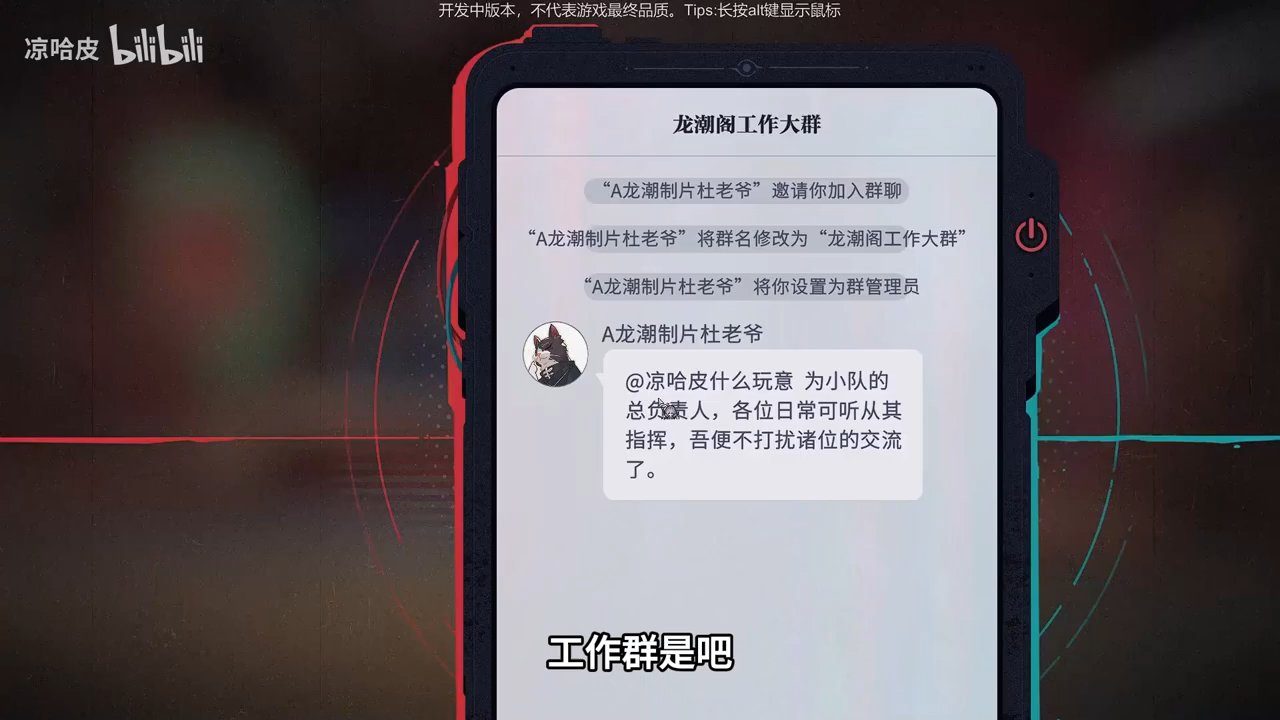 开发中版本，不代表游戏最终品质。Tips:长按alt键显示鼠标
凉哈皮 bilibili
龙潮阁工作大群
“A龙潮制片杜老爷”邀请你加入群聊
“A龙潮制片杜老爷”将群名修改为“龙潮阁工作大群”
“A龙潮制片杜老爷”将你设置为群管理员
A龙潮制片杜老爷
@凉哈皮什么玩意 为小队的
总负责人，各位日常可听从其
指挥，吾便不打扰诸位的交流
了。
工作群是吧